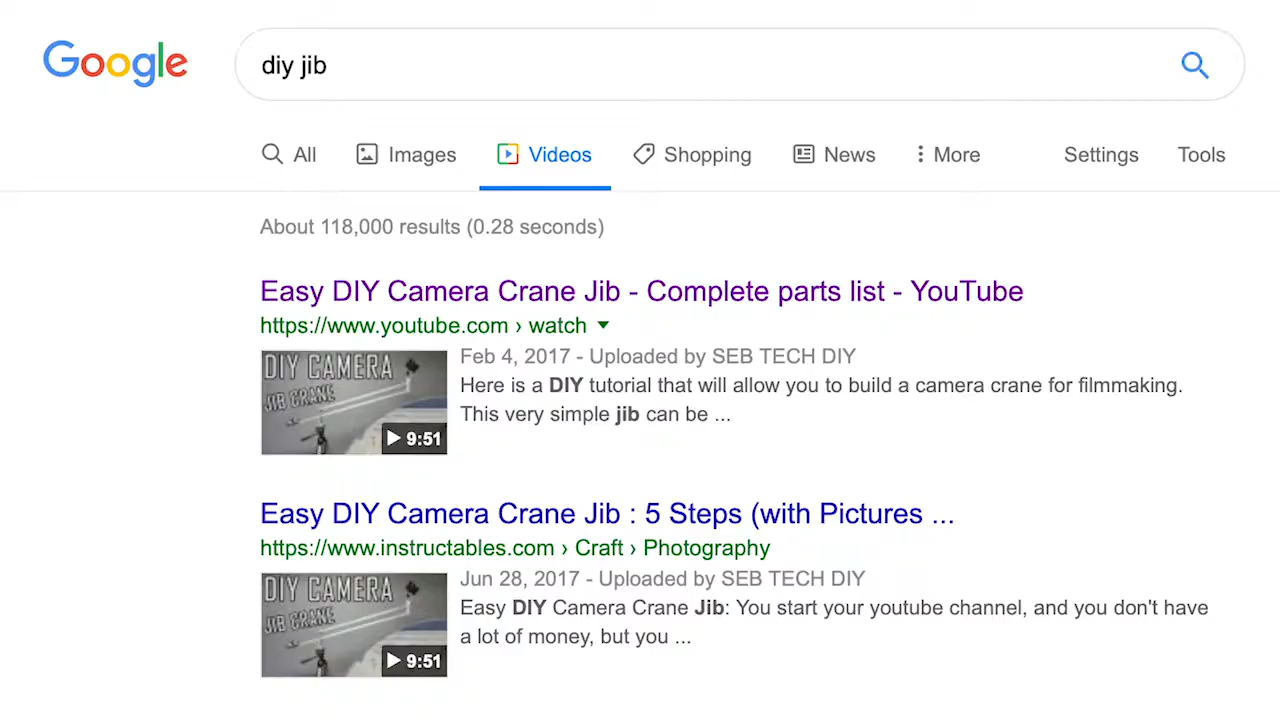 Google
diy jib
All Images Videos Shopping News More Settings Tools
About 118,000 results (0.28 seconds)
Easy DIY Camera Crane Jib - Complete parts list - YouTube
https://www.youtube.com › watch
DIY CAMERA
JIB CRANE
9:51
Feb 4, 2017 - Uploaded by SEB TECH DIY
Here is a DIY tutorial that will allow you to build a camera crane for filmmaking.
This very simple jib can be ...
Easy DIY Camera Crane Jib : 5 Steps (with Pictures ...
https://www.instructables.com › Craft › Photography
DIY CAMERA
JIB CRANE
9:51
Jun 28, 2017 - Uploaded by SEB TECH DIY
Easy DIY Camera Crane Jib: You start your youtube channel, and you don't have
a lot of money, but you ...